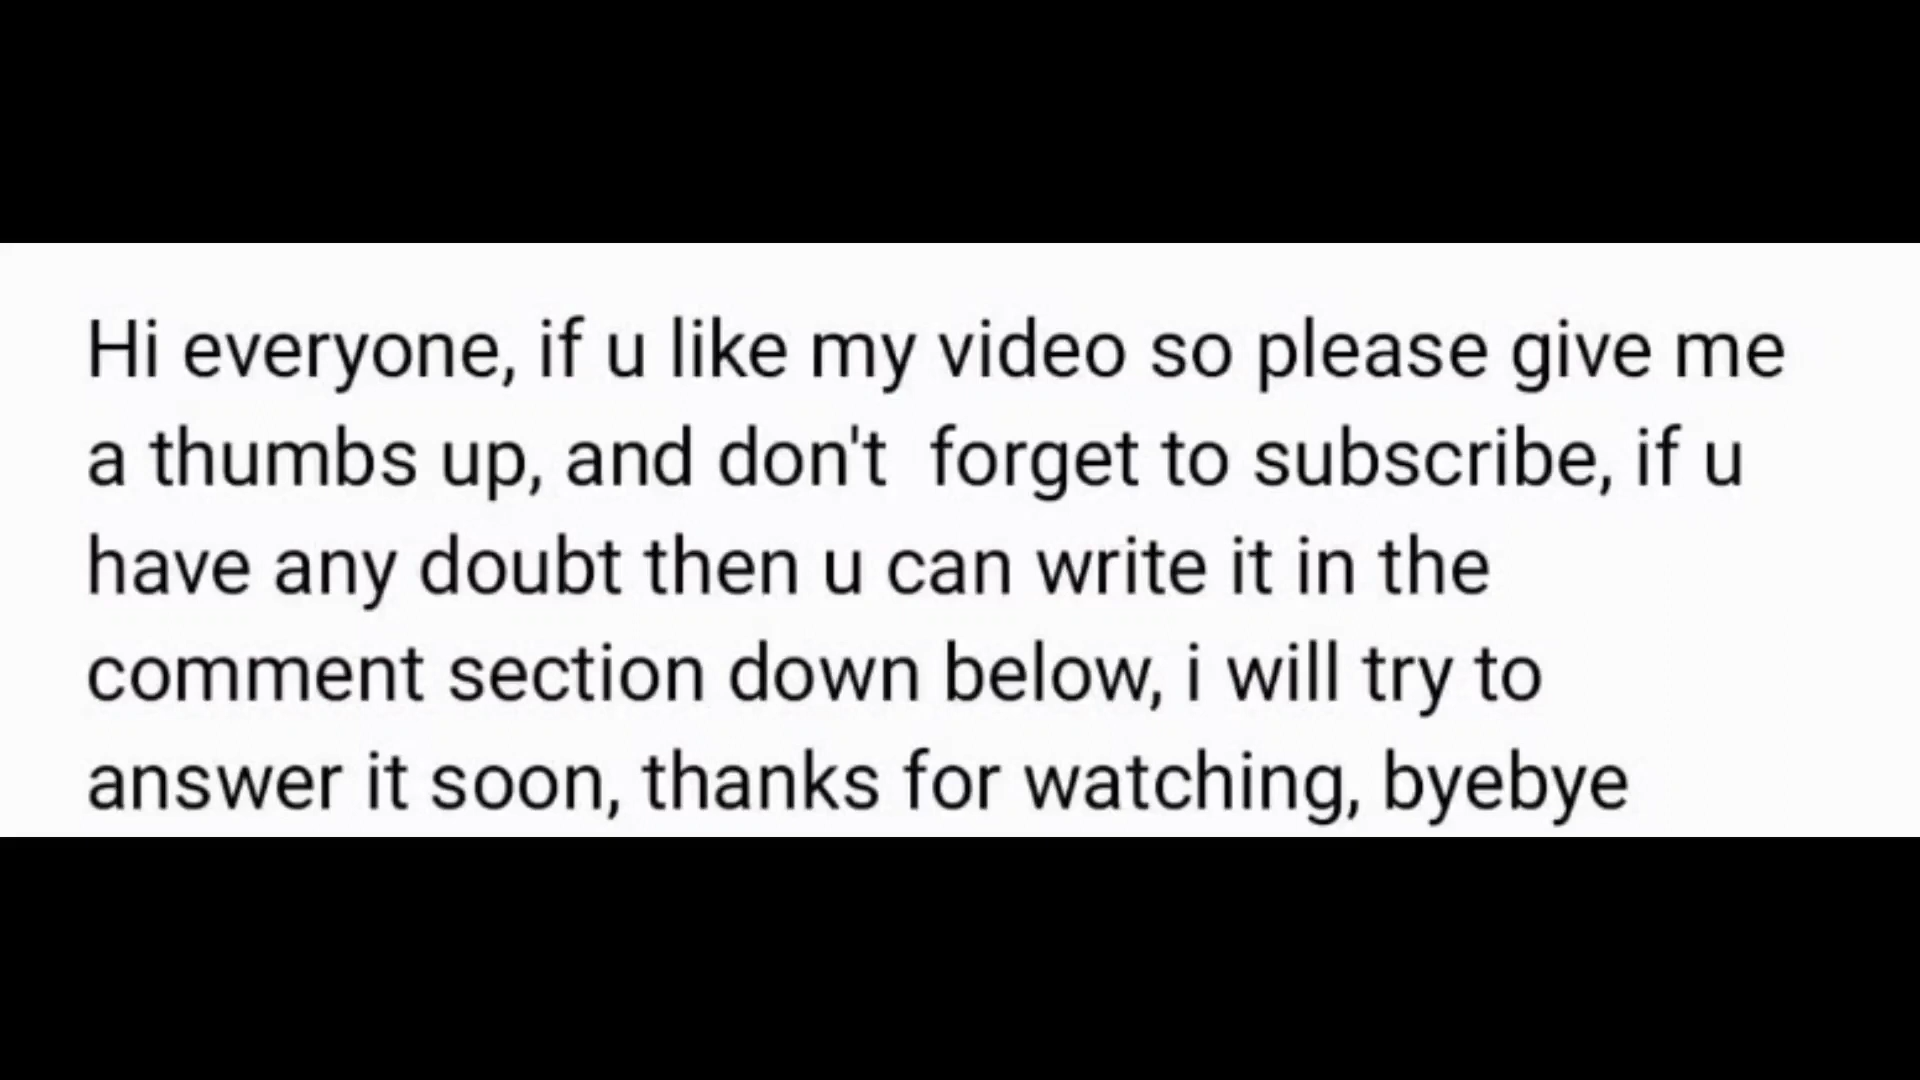 Hi everyone, if u like my video so please give me
a thumbs up, and don't  forget to subscribe, if u
have any doubt then u can write it in the
comment section down below, i will try to
answer it soon, thanks for watching, byebye